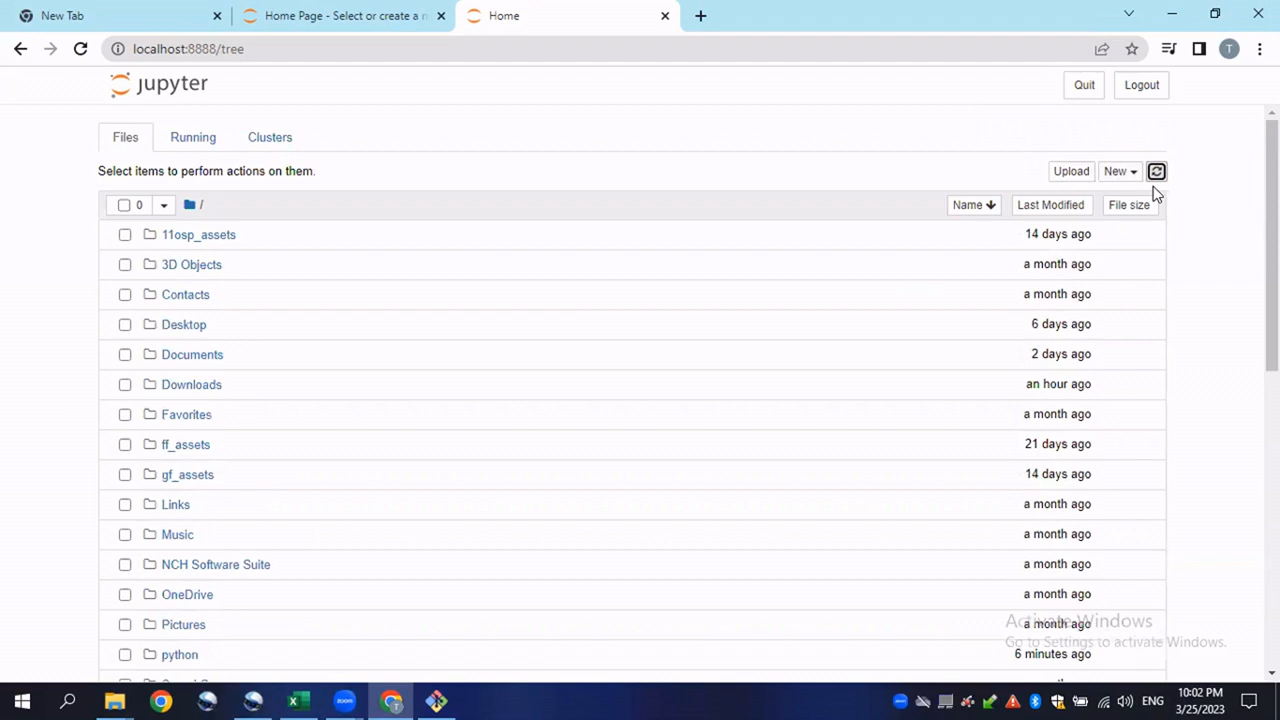 New Tab
Home Page - Select or create a n
Home
localhost:8888/tree
T
jupyter
Quit
Logout
Files
Running
Clusters
Select items to perform actions on them.
Upload
New
0
/
Name
Last Modified
File size
11osp_assets
14 days ago
3D Objects
a month ago
Contacts
a month ago
Desktop
6 days ago
Documents
2 days ago
Downloads
an hour ago
Favorites
a month ago
ff_assets
21 days ago
gf_assets
14 days ago
Links
a month ago
Music
a month ago
NCH Software Suite
a month ago
OneDrive
a month ago
Pictures
a month ago
Activate Windows
Go to Settings to activate Windows.
python
6 minutes ago
zoom
T
ENG
10:02 PM
3/25/2023